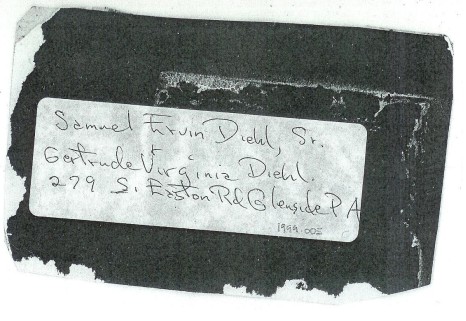 Samuel Ervin Diehl, Sr.
&
Gertrude Virginia Diehl.
279 S. Easton Rd Glenside PA
1999.005